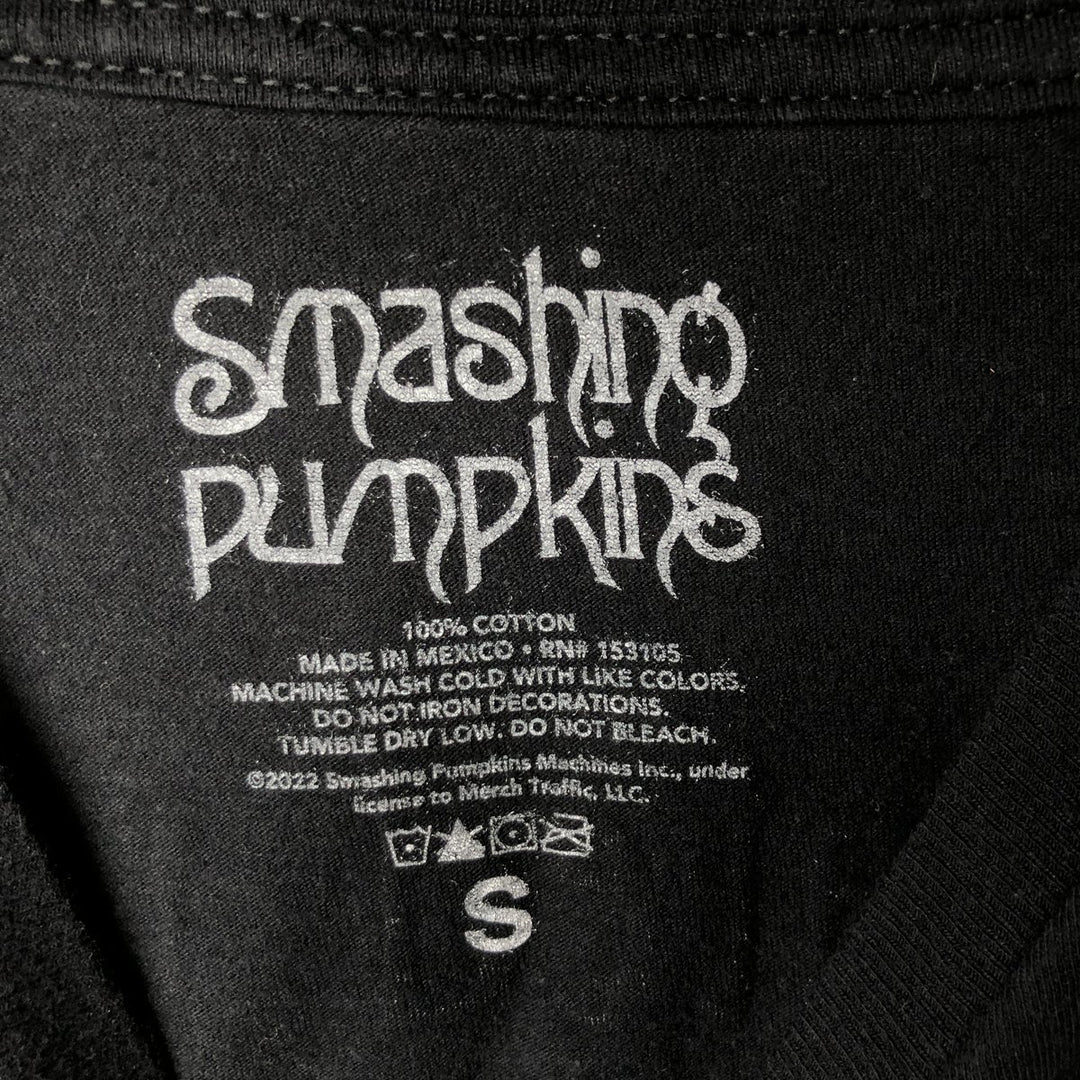 Smashing
pumpkins
100% COTTON
MADE IN MEXICO • RN# 153105
MACHINE WASH COLD WITH LIKE COLORS.
DO NOT IRON DECORATIONS.
TUMBLE DRY LOW. DO NOT BLEACH.
©2022 Smashing Pumpkins Machines Inc., under
license to Merch Traffic, LLC.
S